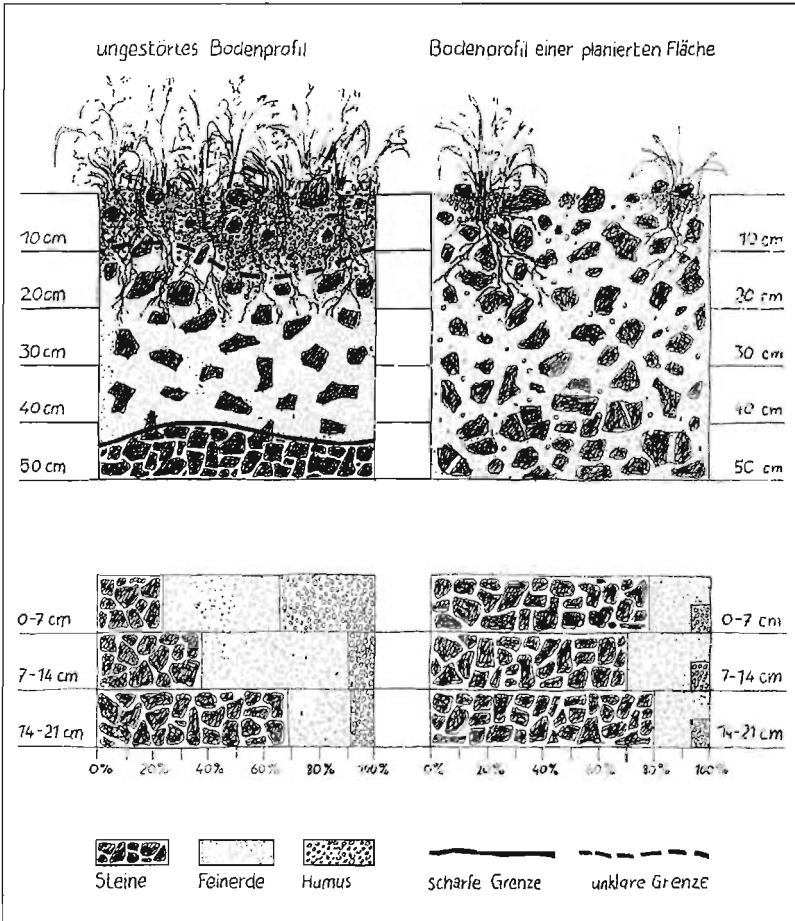 ungestörtes Bodenprofil
Bodenprofil einer planierten Fläche
10 cm
20 cm
30 cm
40 cm
50 cm
10 cm
20 cm
30 cm
40 cm
50 cm
0-7 cm
7-14 cm
14-21 cm
0-7 cm
7-14 cm
14-21 cm
0% 20% 40% 60% 80% 100%
0% 20% 40% 60% 80% 100%
Steine Feinerde Humus scharfe Grenze unklare Grenze